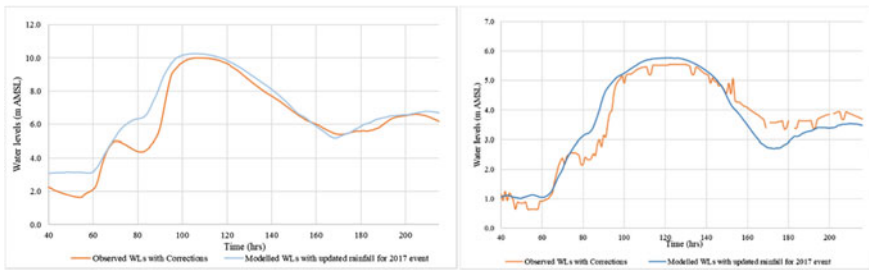 12.0
10.0
8.0
6.0
4.0
2.0
0.0
Water levels (m AMSL)
40 60 80 100 120 140 160 180 200
Time (hrs)
Observed WLs with Corrections Modelled WLs with updated rainfall for 2017 event
7.0
6.0
5.0
4.0
3.0
2.0
1.0
0.0
Water levels (m AMSL)
40 60 80 100 120 140 160 180 200
Time (hrs)
Observed WLs with Corrections Modelled WLs with updated rainfall for 2017 event